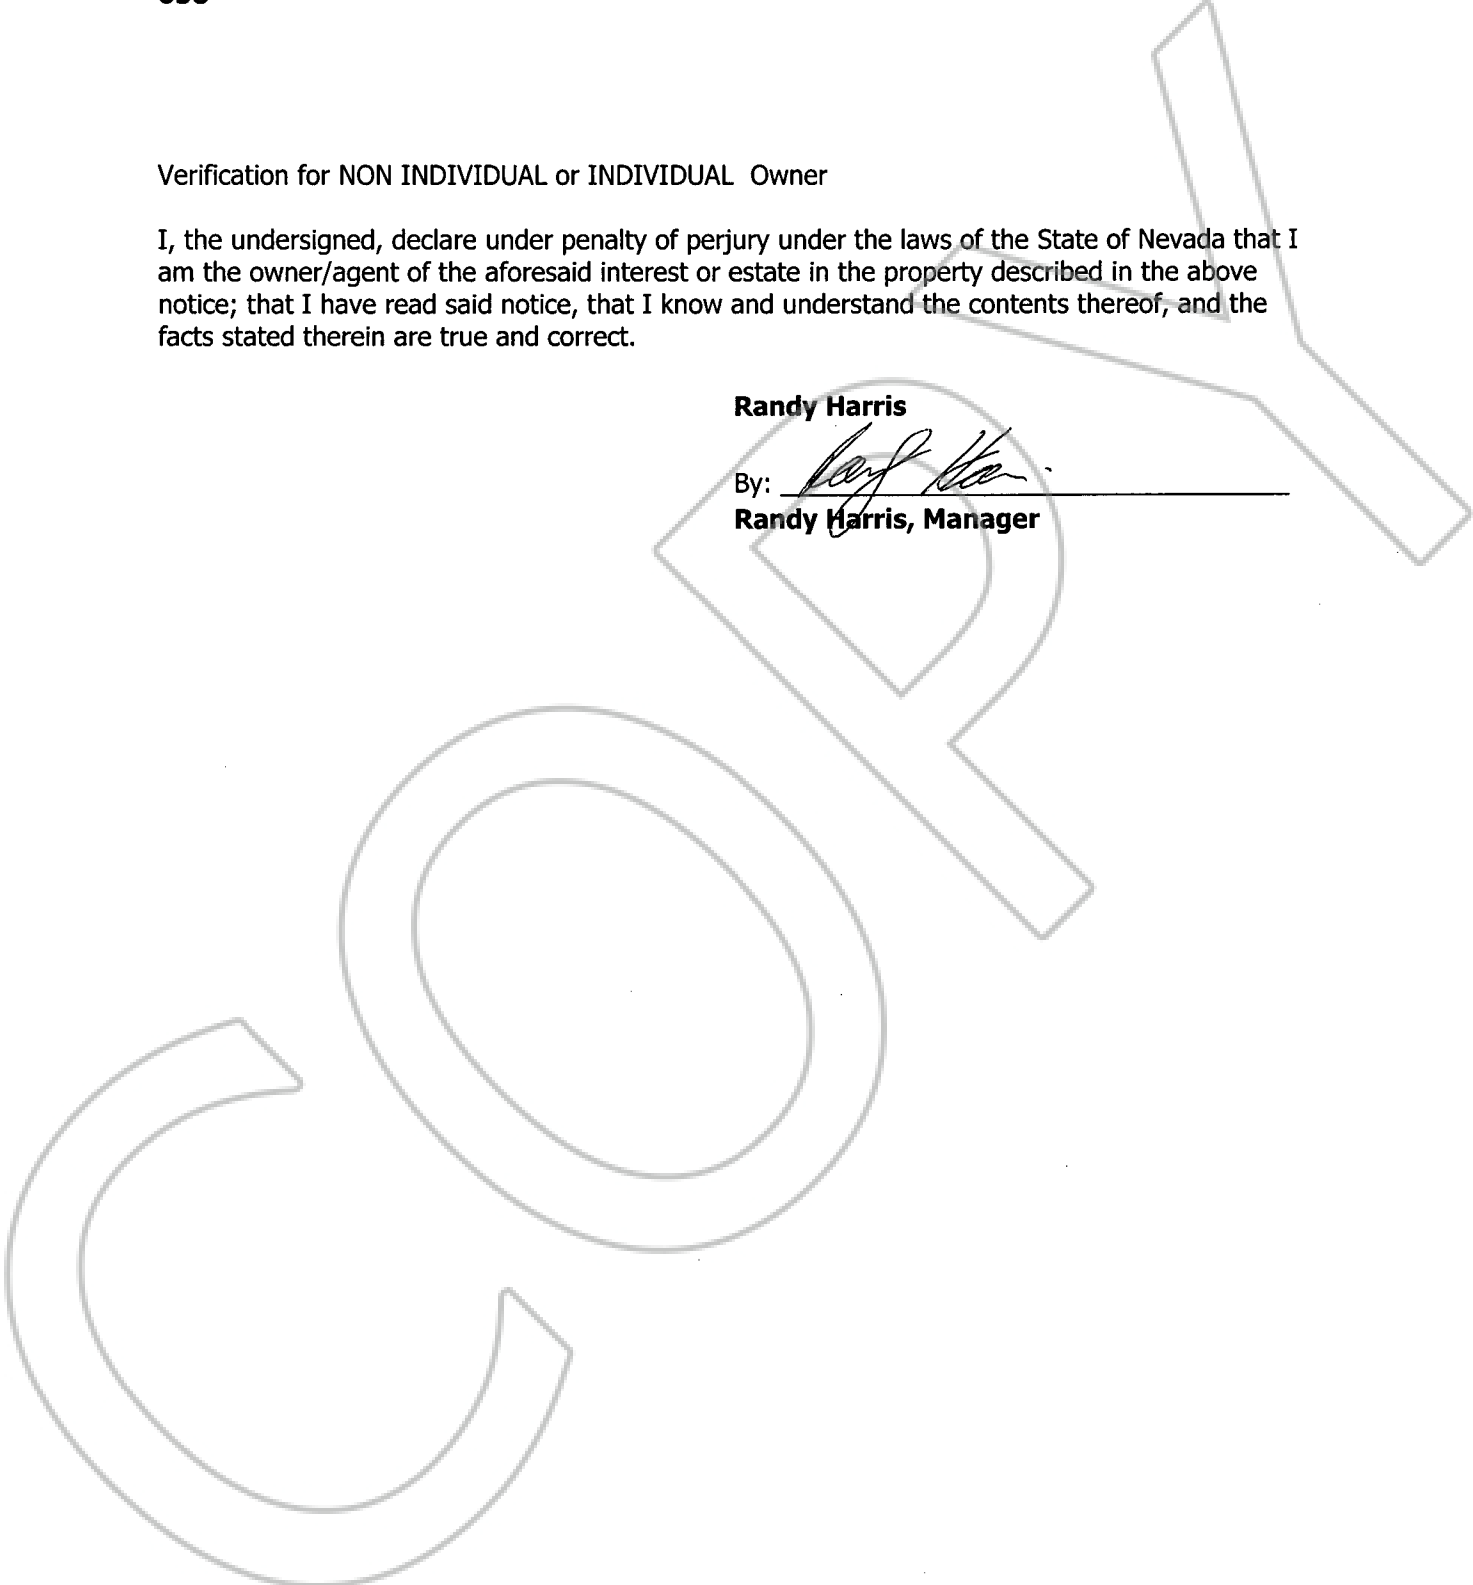 Verification for NON INDIVIDUAL or INDIVIDUAL Owner
I, the undersigned, declare under penalty of perjury under the laws of the State of Nevada that I
am the owner/agent of the aforesaid interest or estate in the property described in the above
notice; that I have read said notice, that I know and understand the contents thereof, and the
facts stated therein are true and correct.
Randy Harris
By: Randy Harris
Randy Harris, Manager
COPY